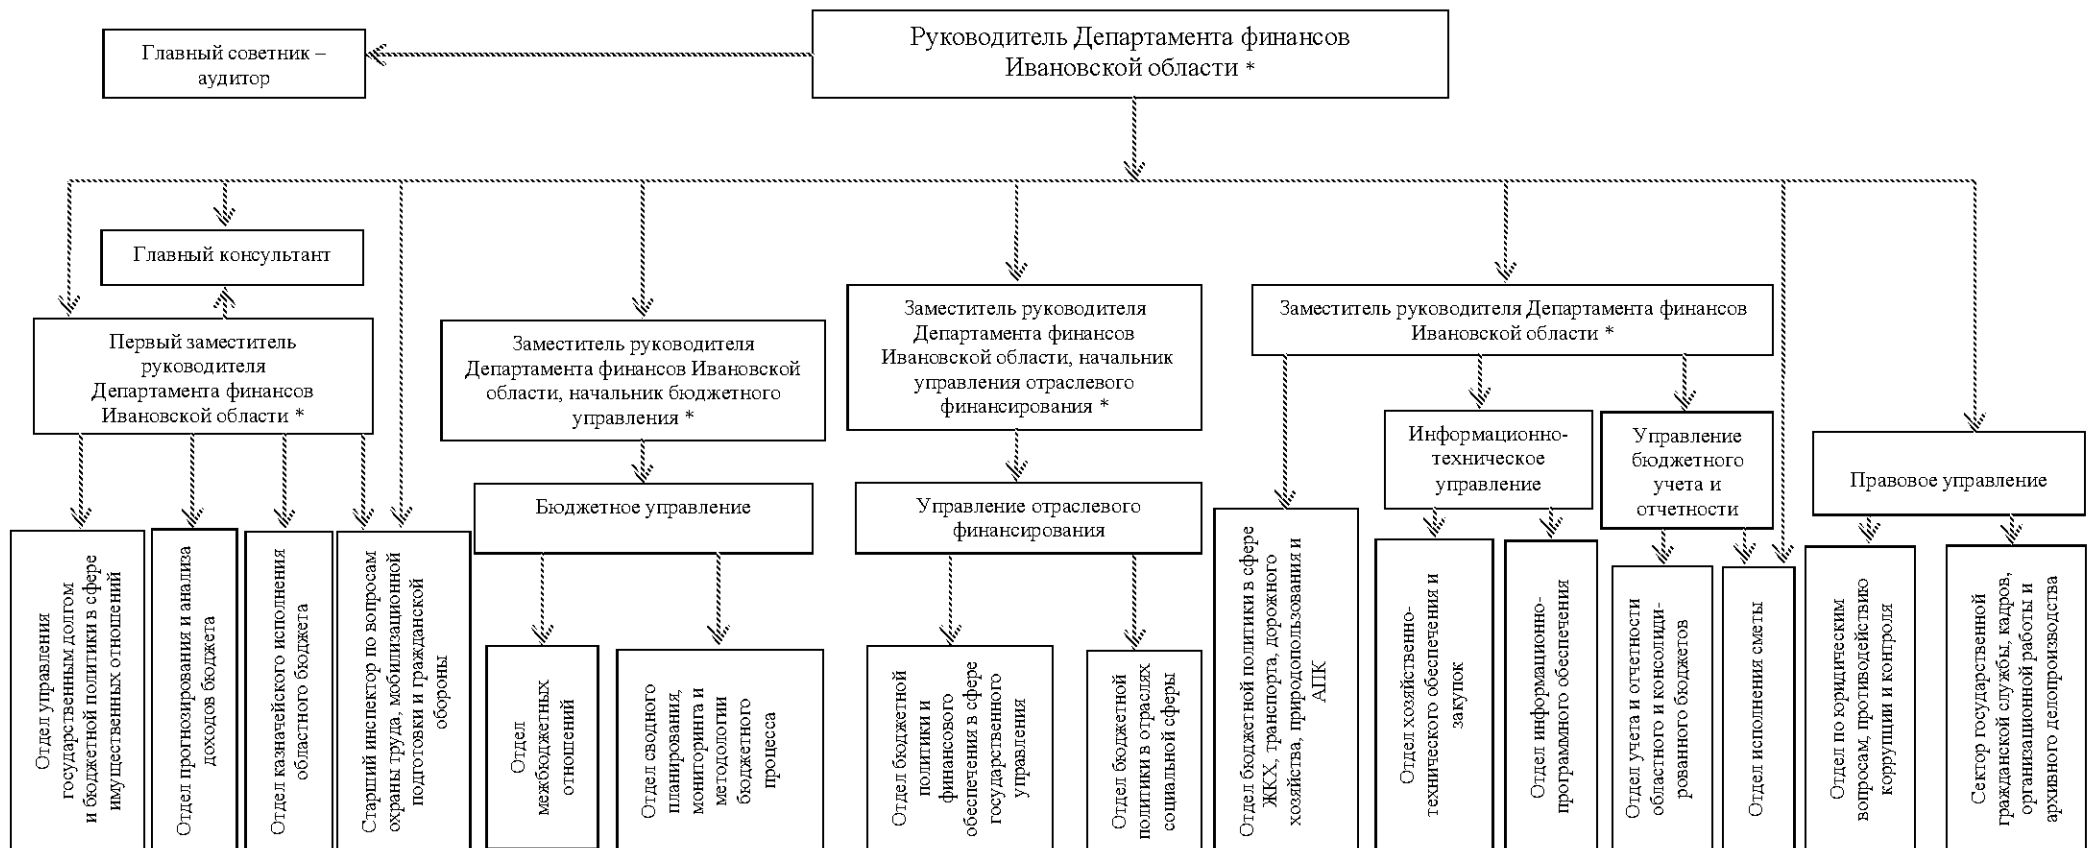 Главный советник –
аудитор
Руководитель Департамента финансов
Ивановской области *
Главный консультант
Первый заместитель
руководителя
Департамента финансов
Ивановской области *
Заместитель руководителя
Департамента финансов Ивановской
области, начальник бюджетного
управления *
Заместитель руководителя
Департамента финансов
Ивановской области, начальник
управления отраслевого
финансирования *
Заместитель руководителя Департамента финансов
Ивановской области *
Бюджетное управление
Управление отраслевого
финансирования
Информационно-
техническое
управление
Управление
бюджетного
учета и
отчетности
Правовое управление
Отдел управления
государственным долгом
и бюджетной политики в сфере
имущественных отношений
Отдел прогнозирования и анализа
доходов бюджета
Отдел казначейского исполнения
областного бюджета
Старший инспектор по вопросам
охраны труда, мобилизационной
подготовки и гражданской
обороны
Отдел
межбюджетных
отношений
Отдел сводного
планирования,
мониторинга и
методологии
бюджетного
процесса
Отдел бюджетной
политики и
финансового
обеспечения в сфере
государственного
управления
Отдел бюджетной
политики в отраслях
социальной сферы
Отдел бюджетной политики в сфере
ЖКХ, транспорта, дорожного
хозяйства, природопользования и
АПК
Отдел хозяйственно-
технического обеспечения и
закупок
Отдел информационно-
программного обеспечения
Отдел учета и отчетности
областного и консолиди-
рованного бюджетов
Отдел исполнения сметы
Отдел по юридическим
вопросам, противодействию
коррупции и контроля
Сектор государственной
гражданской службы, кадров,
организационной работы и
архивного делопроизводства